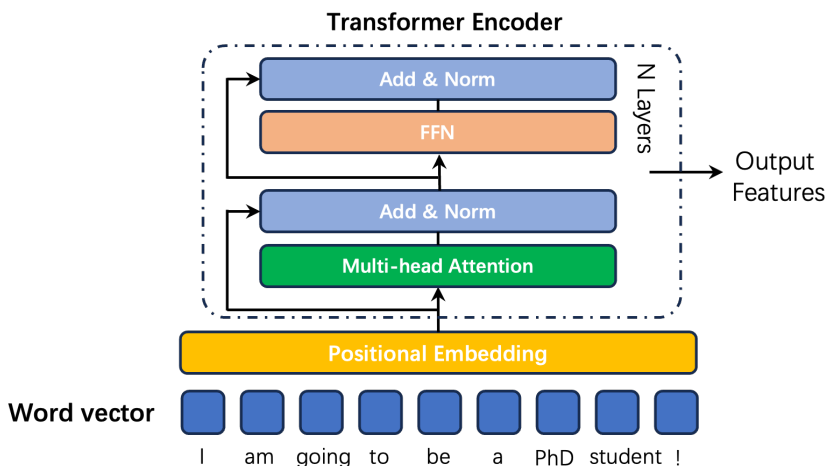 Transformer Encoder
Add & Norm
N Layers
FFN
Output
Features
Add & Norm
Multi-head Attention
Positional Embedding
Word vector
I am going to be a PhD student !